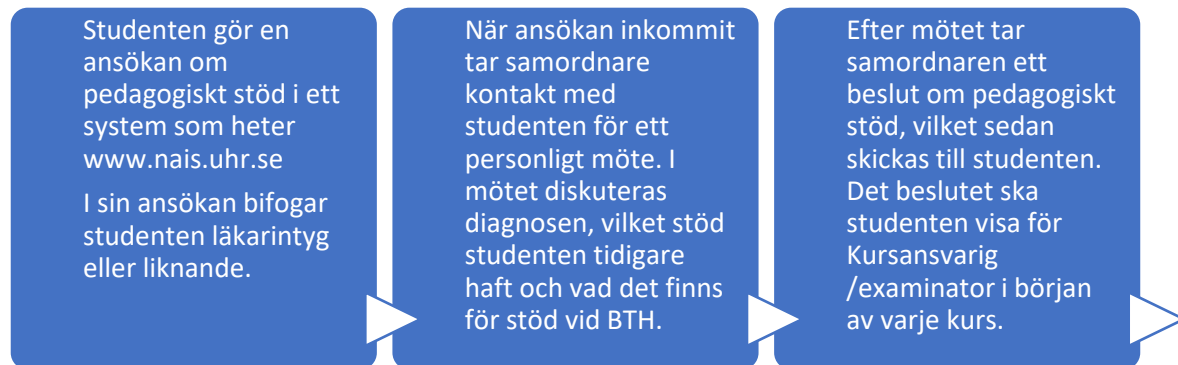 Studenten gör en
ansökan om
pedagogiskt stöd i ett
system som heter
www.nais.uhr.se
I sin ansökan bifogar
studenten läkarintyg
eller liknande.
När ansökan inkommit
tar samordnare
kontakt med
studenten för ett
personligt möte. I
mötet diskuteras
diagnosen, vilket stöd
studenten tidigare
haft och vad det finns
för stöd vid BTH.
Efter mötet tar
samordnaren ett
beslut om pedagogiskt
stöd, vilket sedan
skickas till studenten.
Det beslutet ska
studenten visa för
Kursansvarig
/examinator i början
av varje kurs.